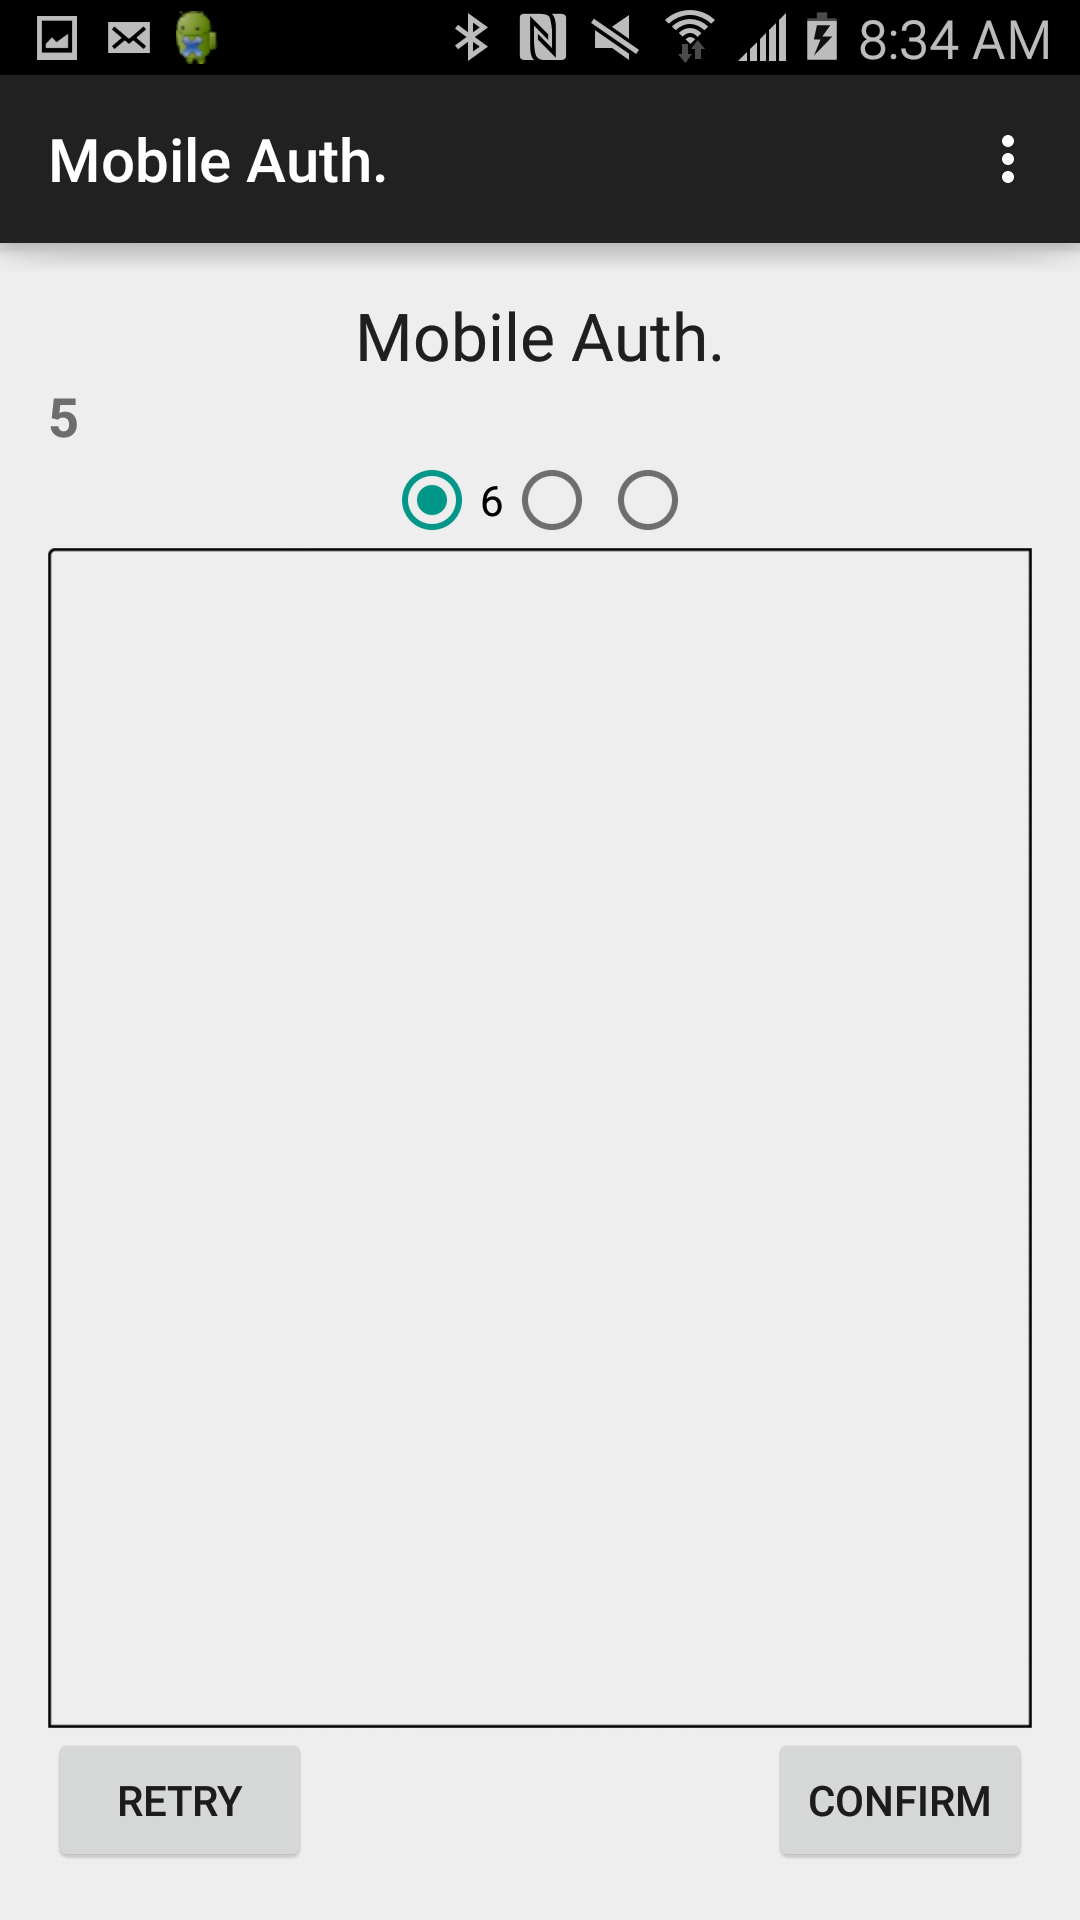 8:34 AM
Mobile Auth.
Mobile Auth.
5
6
RETRY
CONFIRM